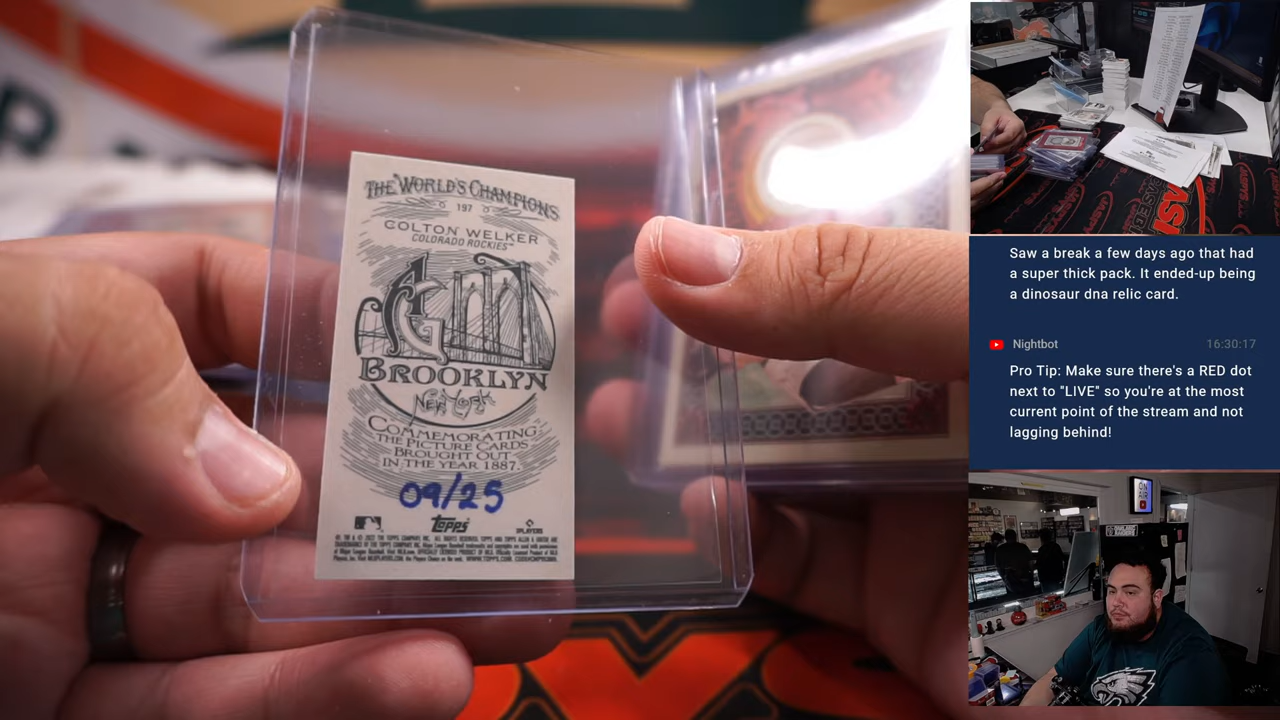 THE WORLD'S CHAMPIONS
197
COLTON WELKER
COLORADO ROCKIES™
A&G
BROOKLYN
NEW YORK
COMMEMORATING
THE PICTURE CARDS
BROUGHT OUT
IN THE YEAR 1887.
09/25
Topps
Saw a break a few days ago that had
a super thick pack. It ended-up being
a dinosaur dna relic card.
Nightbot 16:30:17
Pro Tip: Make sure there's a RED dot
next to "LIVE" so you're at the most
current point of the stream and not
lagging behind!
ON
AIR